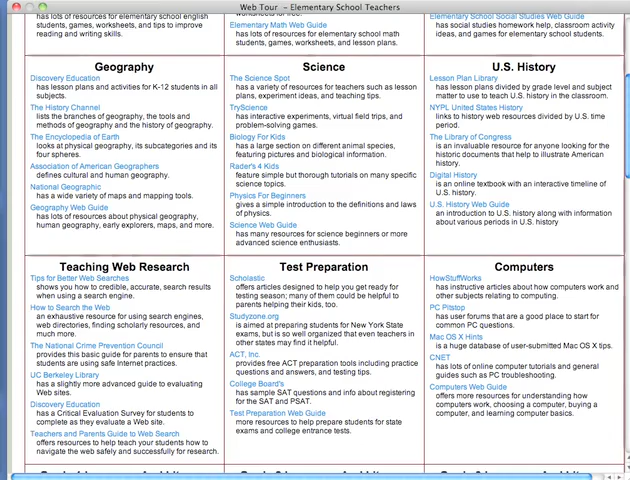 Web Tour - Elementary School Teachers
has lots of resources for elementary school english
students, games, worksheets, and tips to improve
reading and writing skills.
Elementary Math Web Guide
has lots of resources for elementary school math
students, games, worksheets, and lesson plans.
Elementary School Social Studies Web Guide
has social studies homework help, classroom activity
ideas, and games for elementary school students.
Geography
Discovery Education
has lesson plans and activities for K-12 students in all
subjects.
The History Channel
lists the branches of geography, the tools and
methods of geography and the history of geography.
The Encyclopedia of Earth
looks at physical geography, its subcategories and its
four spheres.
Association of American Geographers
defines cultural and human geography.
National Geographic
has a wide variety of maps and mapping tools.
Geography Web Guide
has lots of resources about physical geography,
human geography, early explorers, maps, and more.
Science
The Science Spot
has a variety of resources for teachers such as lesson
plans, experiment ideas, and teaching tips.
TryScience
has interactive experiments, virtual field trips, and
problem-solving games.
Biology For Kids
has a large section on different animal species,
featuring pictures and biological information.
Rader's 4 Kids
feature simple but thorough tutorials on many specific
science topics.
Physics For Beginners
gives a simple introduction to the definitions and laws
of physics.
Science Web Guide
has many resources for science beginners or more
advanced science enthusiasts.
U.S. History
Lesson Plan Library
has lesson plans divided by grade level and subject
matter to use to teach U.S. history in the classroom.
NYPL United States History
links to history web resources divided by U.S. time
period.
The Library of Congress
is an invaluable resource for anyone looking for the
historic documents that help to illustrate American
history.
Digital History
is an online textbook with an interactive timeline of
U.S. history.
U.S. History Web Guide
an introduction to U.S. history along with information
about various periods in U.S. history
Teaching Web Research
Tips for Better Web Searches
shows you how to credible, accurate, search results
when using a search engine.
How to Search the Web
an exhaustive resource for using search engines,
web directories, finding scholarly resources, and
much more.
The National Crime Prevention Council
provides this basic guide for parents to ensure that
students are using safe Internet practices.
UC Berkeley Library
has a slightly more advanced guide to evaluating
Web sites.
Discovery Education
has a Critical Evaluation Survey for students to
complete as they evaluate a Web site.
Teachers and Parents Guide to Web Search
offers resources to help teach your students how to
navigate the web safely and successfully for research.
Test Preparation
Scholastic
offers articles designed to help you get ready for
testing season; many of them could be helpful to
parents helping their kids, too.
Studyzone.org
is aimed at preparing students for New York State
exams, but is so well organized that even teachers in
other states may find it helpful.
ACT, Inc.
provides free ACT preparation tools including practice
questions and answers, and testing tips.
College Board's
has sample SAT questions and info about registering
for the SAT and PSAT.
Test Preparation Web Guide
more resources to help prepare students for state
exams and college entrance tests.
Computers
HowStuffWorks
has instructive articles about how computers work and
other subjects relating to computing.
PC Pitstop
has user forums that are a good place to start for
common PC questions.
Mac OS X Hints
is a huge database of user-submitted Mac OS X tips.
CNET
has lots of online computer tutorials and general
guides such as PC troubleshooting.
Computers Web Guide
offers more resources for understanding how
computers work, choosing a computer, buying a
computer, and learning computer basics.